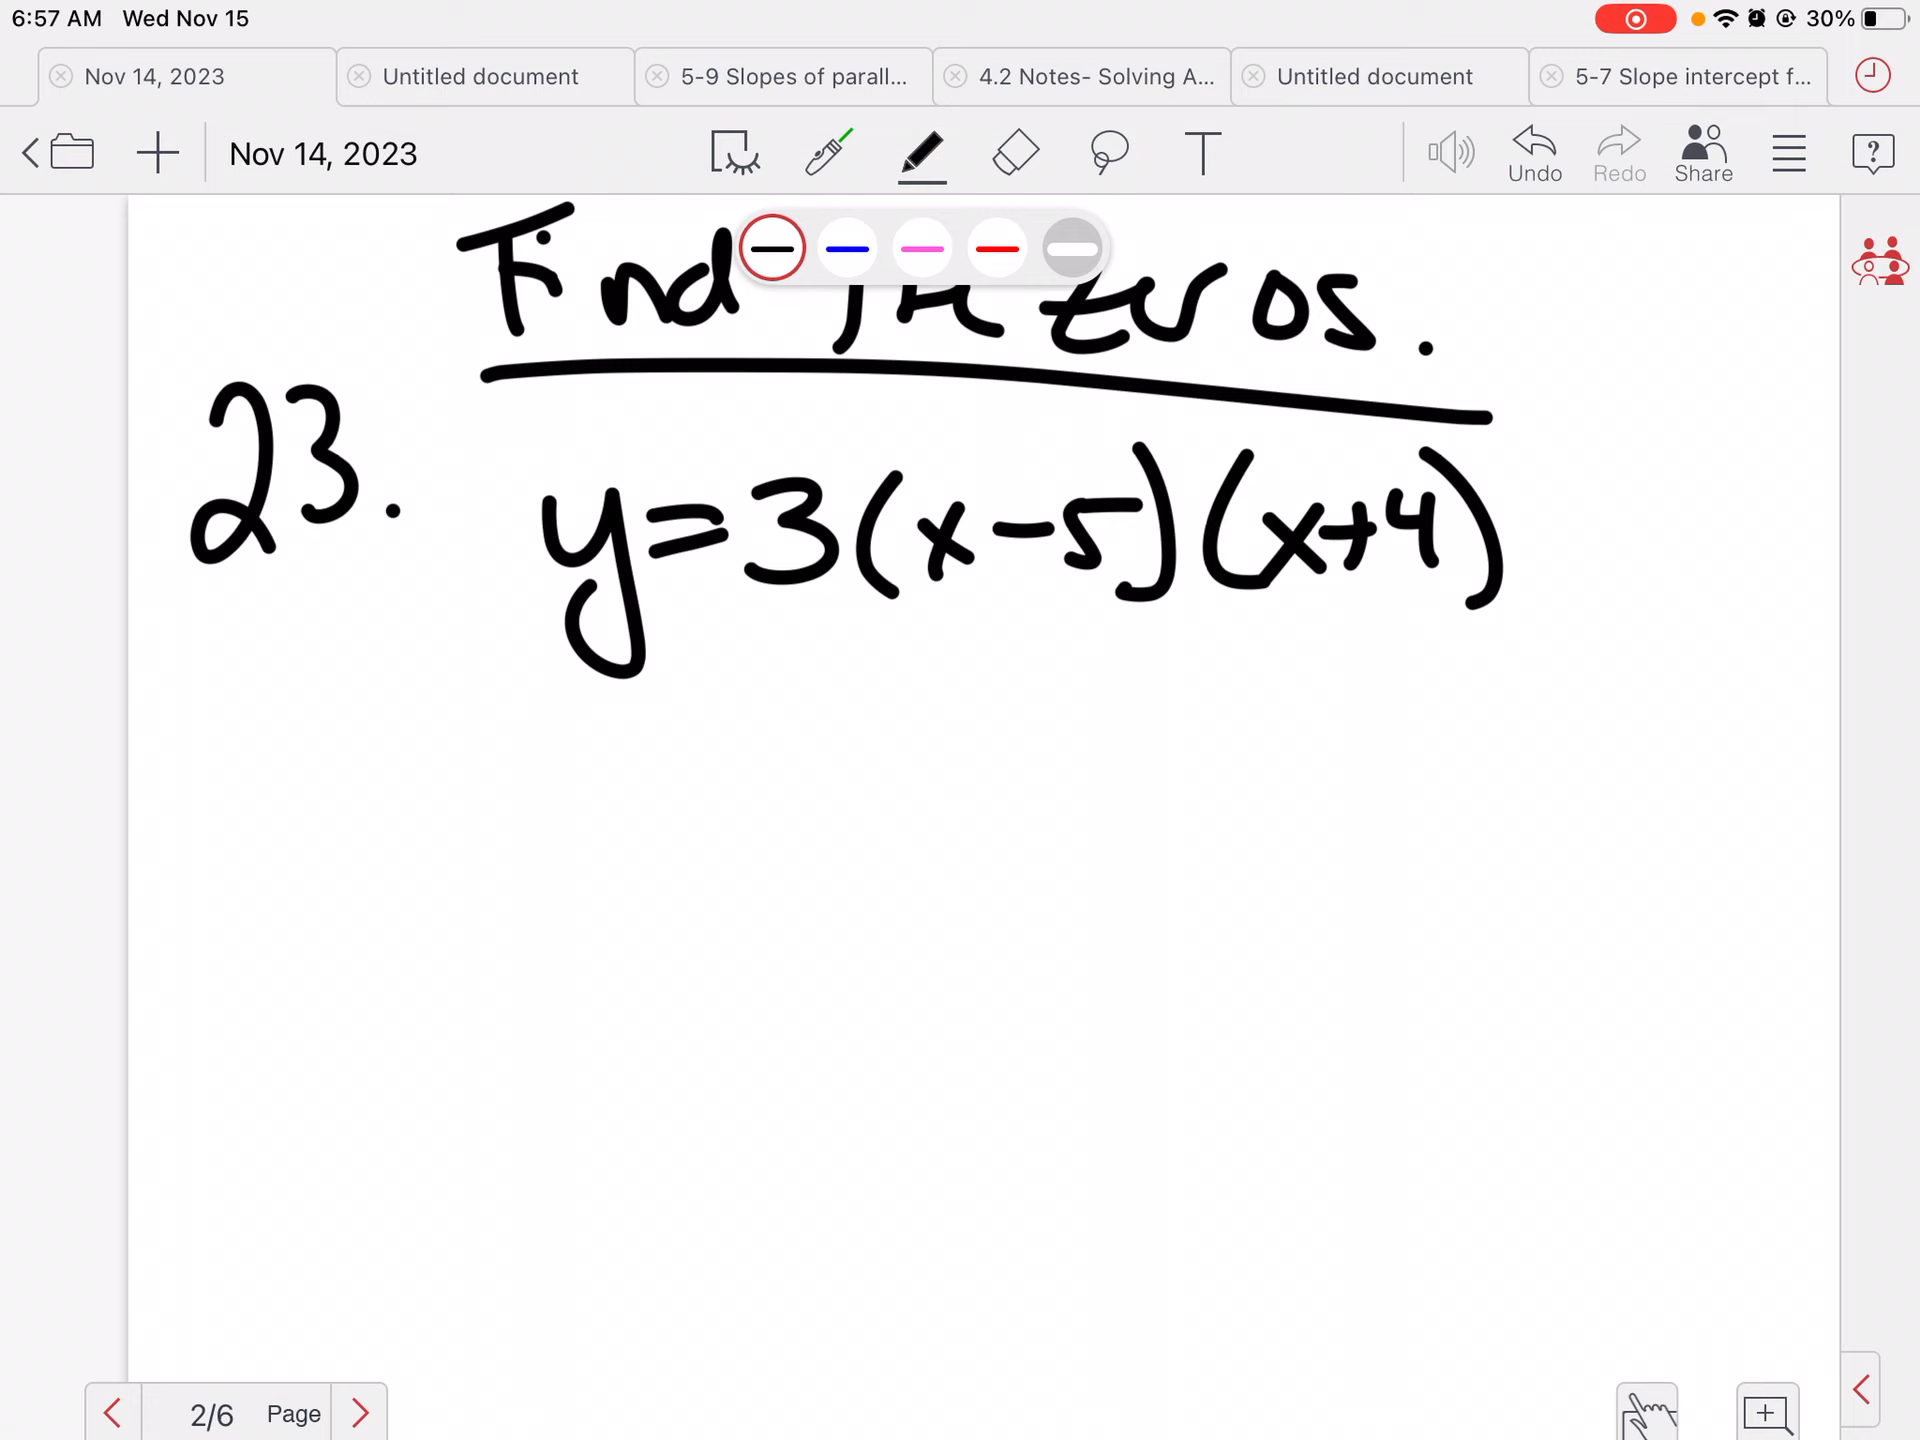 6:57 AM Wed Nov 15 30%
Nov 14, 2023 Untitled document 5-9 Slopes of parall... 4.2 Notes- Solving A... Untitled document 5-7 Slope intercept f...
Nov 14, 2023 T Undo Redo Share ?
Find the zeros.
23. y=3(x-5)(x+4)
2/6 Page